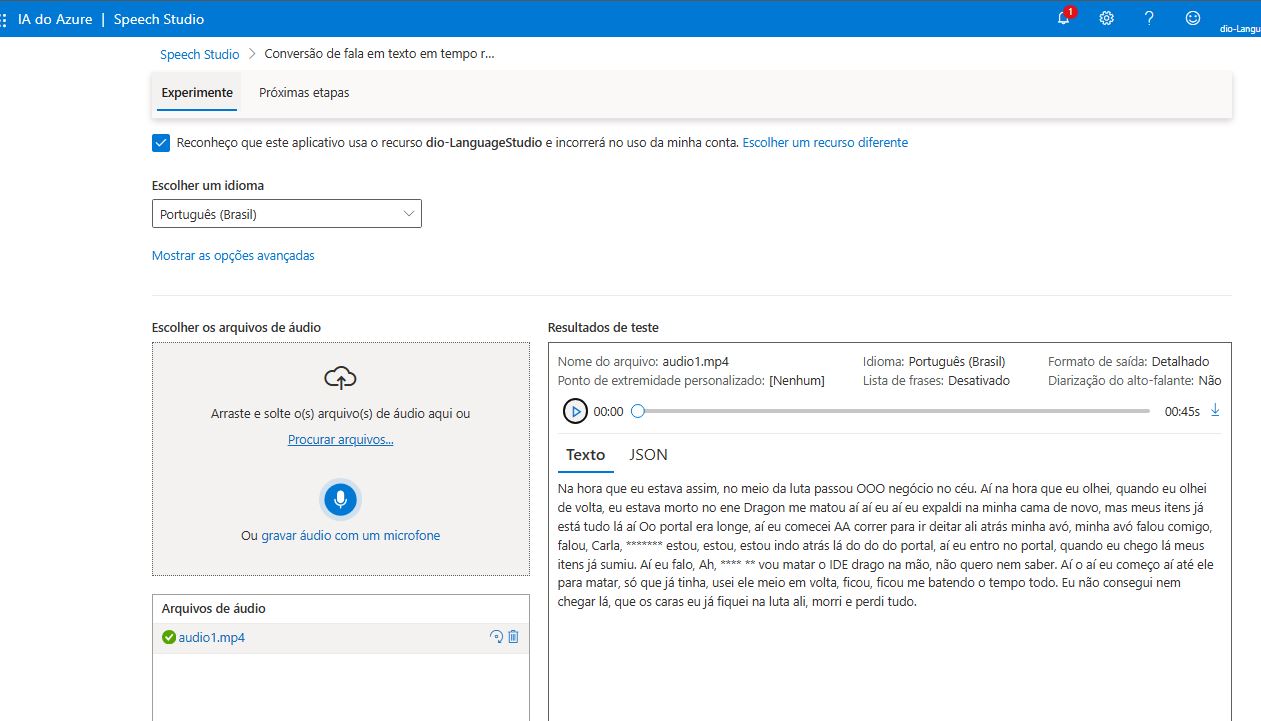 IA do Azure | Speech Studio
1
dio-Langu
Speech Studio > Conversão de fala em texto em tempo r...
Experimente Próximas etapas
Reconheço que este aplicativo usa o recurso dio-LanguageStudio e incorrerá no uso da minha conta. Escolher um recurso diferente
Escolher um idioma
Português (Brasil)
Mostrar as opções avançadas
Escolher os arquivos de áudio
Arraste e solte o(s) arquivo(s) de áudio aqui ou
Procurar arquivos...
Ou gravar áudio com um microfone
Arquivos de áudio
audio1.mp4
Resultados de teste
Nome do arquivo: audio1.mp4 Idioma: Português (Brasil) Formato de saída: Detalhado
Ponto de extremidade personalizado: [Nenhum] Lista de frases: Desativado Diarização do alto-falante: Não
00:00 00:45s
Texto JSON
Na hora que eu estava assim, no meio da luta passou OOO negócio no céu. Aí na hora que eu olhei, quando eu olhei
de volta, eu estava morto no ene Dragon me matou aí aí eu aí eu expaldi na minha cama de novo, mas meus itens já
está tudo lá aí Oo portal era longe, aí eu comecei AA correr para ir deitar ali atrás minha avó, minha avó falou comigo,
falou, Carla, ******* estou, estou, estou indo atrás lá do do do portal, aí eu entro no portal, quando eu chego lá meus
itens já sumiu. Aí eu falo, Ah, **** ** vou matar o IDE drago na mão, não quero nem saber. Aí o aí eu começo aí até ele
para matar, só que já tinha, usei ele meio em volta, ficou, ficou me batendo o tempo todo. Eu não consegui nem
chegar lá, que os caras eu já fiquei na luta ali, morri e perdi tudo.